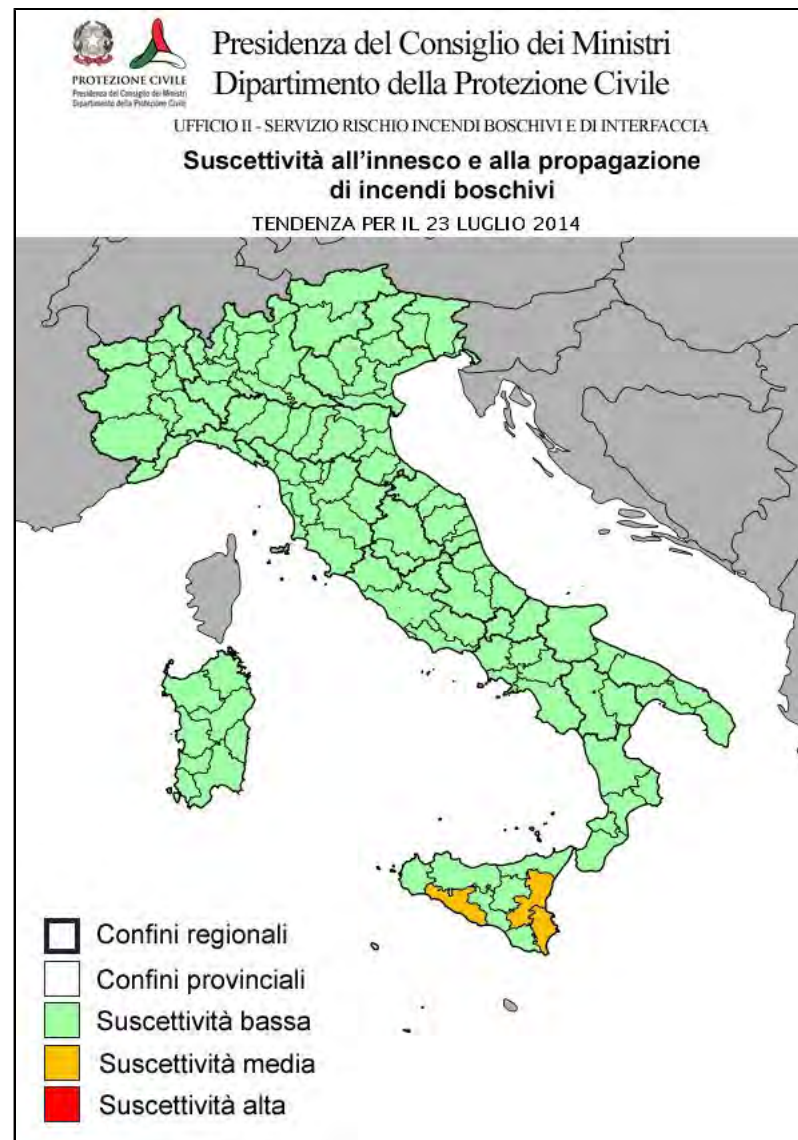 PROTEZIONE CIVILE
Presidenza del Consiglio dei Ministri
Dipartimento della Protezione Civile
Presidenza del Consiglio dei Ministri
Dipartimento della Protezione Civile
UFFICIO II - SERVIZIO RISCHIO INCENDI BOSCHIVI E DI INTERFACCIA
Suscettività all'innesco e alla propagazione
di incendi boschivi
TENDENZA PER IL 23 LUGLIO 2014
Confini regionali
Confini provinciali
Suscettività bassa
Suscettività media
Suscettività alta